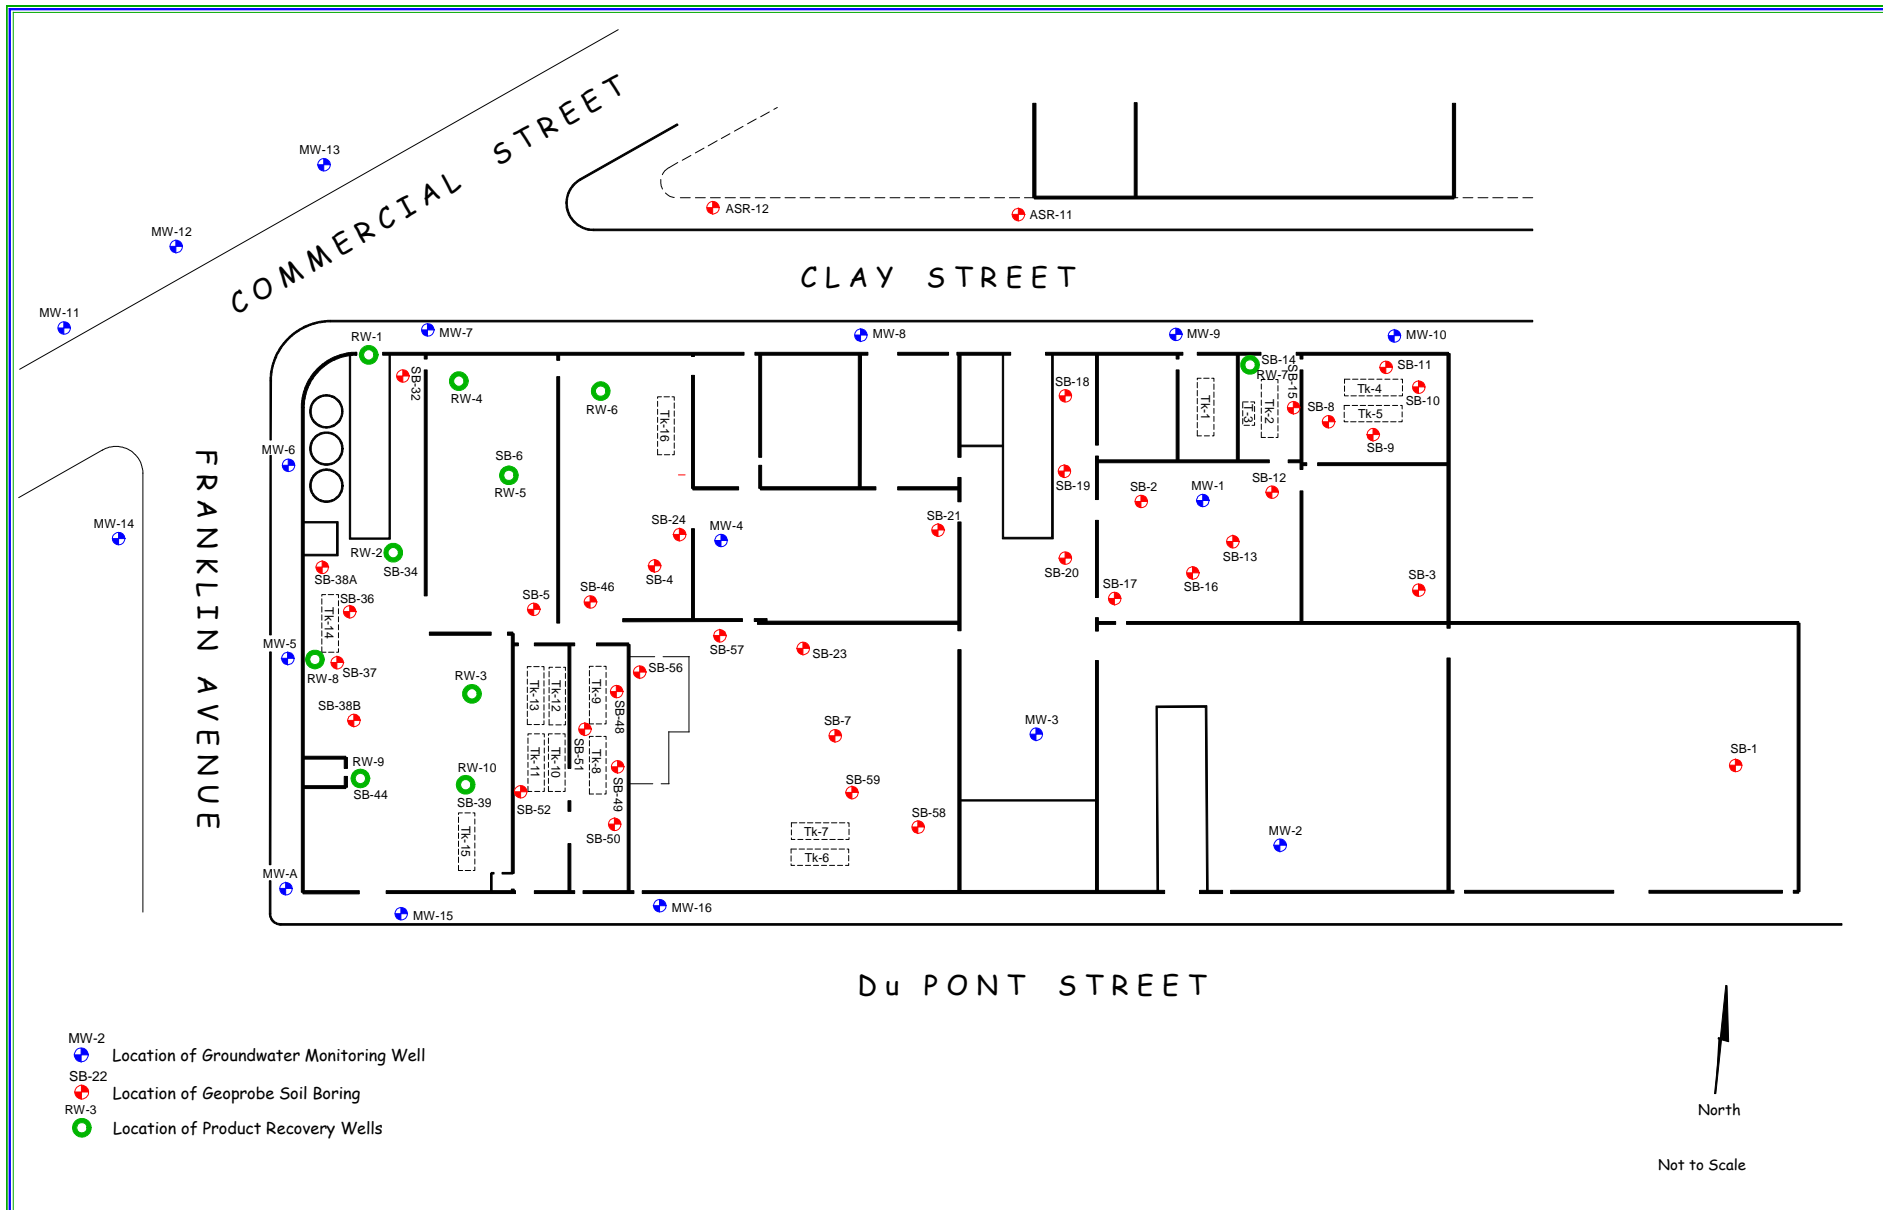 COMMERCIAL STREET
MW-13
MW-12
MW-11
ASR-12
ASR-11
CLAY STREET
MW-7
MW-8
MW-9
MW-10
RW-1
SB-32
RW-4
RW-6
Tk-16
SB-18
Tk-1
T-3
Tk-2
SB-14
RW-7
SB-15
SB-11
Tk-4
SB-10
Tk-5
SB-8
SB-9
MW-6
SB-6
RW-5
SB-19
SB-2
MW-1
SB-12
FRANKLIN AVENUE
MW-14
SB-24
MW-4
SB-21
RW-2
SB-34
SB-38A
SB-4
SB-20
SB-13
SB-16
SB-36
Tk-14
SB-5
SB-46
SB-17
SB-3
MW-5
RW-8
SB-37
SB-57
SB-23
SB-56
RW-3
Tk-13
Tk-12
Tk-9
SB-48
SB-38B
SB-51
SB-7
MW-3
SB-1
RW-9
SB-44
RW-10
SB-39
Tk-11
Tk-10
Tk-8
SB-49
SB-52
SB-59
SB-58
Tk-15
SB-50
Tk-7
Tk-6
MW-2
MW-A
MW-15
MW-16
Du PONT STREET
MW-2
Location of Groundwater Monitoring Well
SB-22
Location of Geoprobe Soil Boring
RW-3
Location of Product Recovery Wells
North
Not to Scale